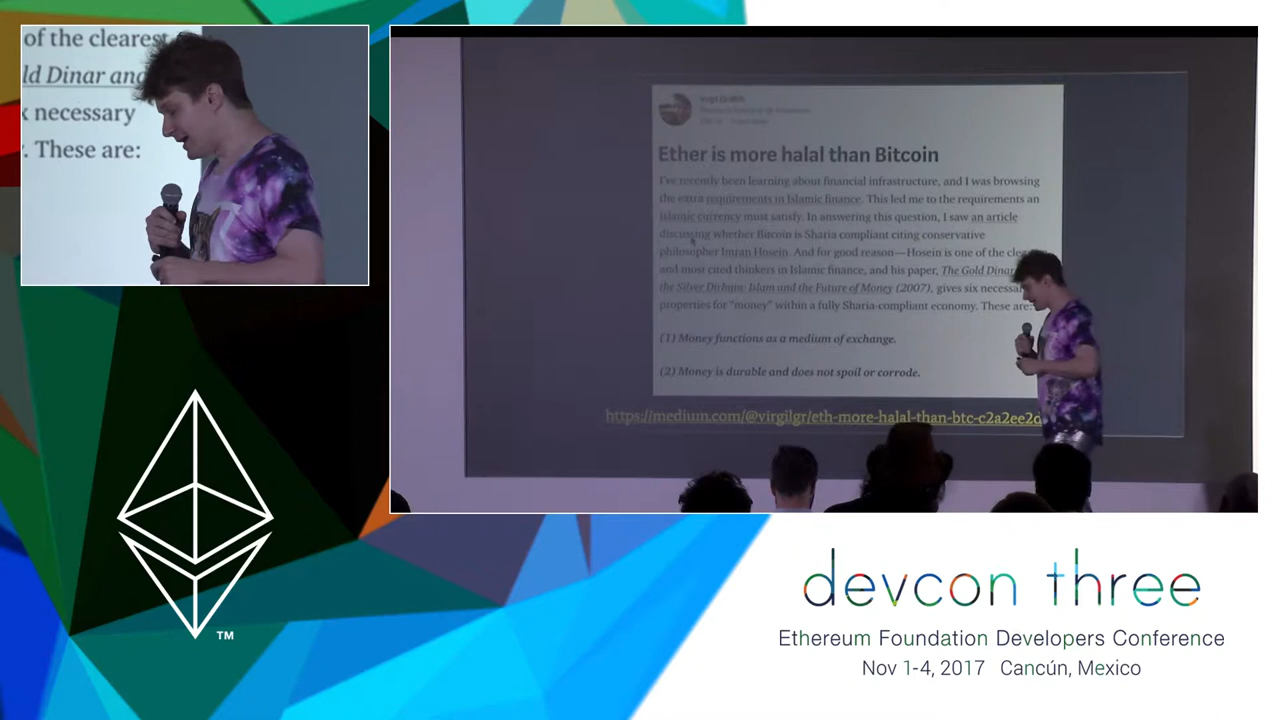 of the clearest
ld Dinar and
x necessary
. These are:
Virgil Griffith
Ether is more halal than Bitcoin
I've recently been learning about financial infrastructure, and I was browsing
the extra requirements in Islamic finance. This led me to the requirements an
Islamic currency must satisfy. In answering this question, I saw an article
discussing whether Bitcoin is Sharia compliant citing conservative
philosopher Imran Hosein. And for good reason—Hosein is one of the clea
and most cited thinkers in Islamic finance, and his paper, The Gold Dinar
the Silver Dirham: Islam and the Future of Money (2007), gives six necessa
properties for "money" within a fully Sharia-compliant economy. These are:
(1) Money functions as a medium of exchange.
(2) Money is durable and does not spoil or corrode.
https://medium.com/@virgilgr/eth-more-halal-than-btc-c2a2ee2d
TM
devcon three
Ethereum Foundation Developers Conference
Nov 1-4, 2017 Cancún, Mexico